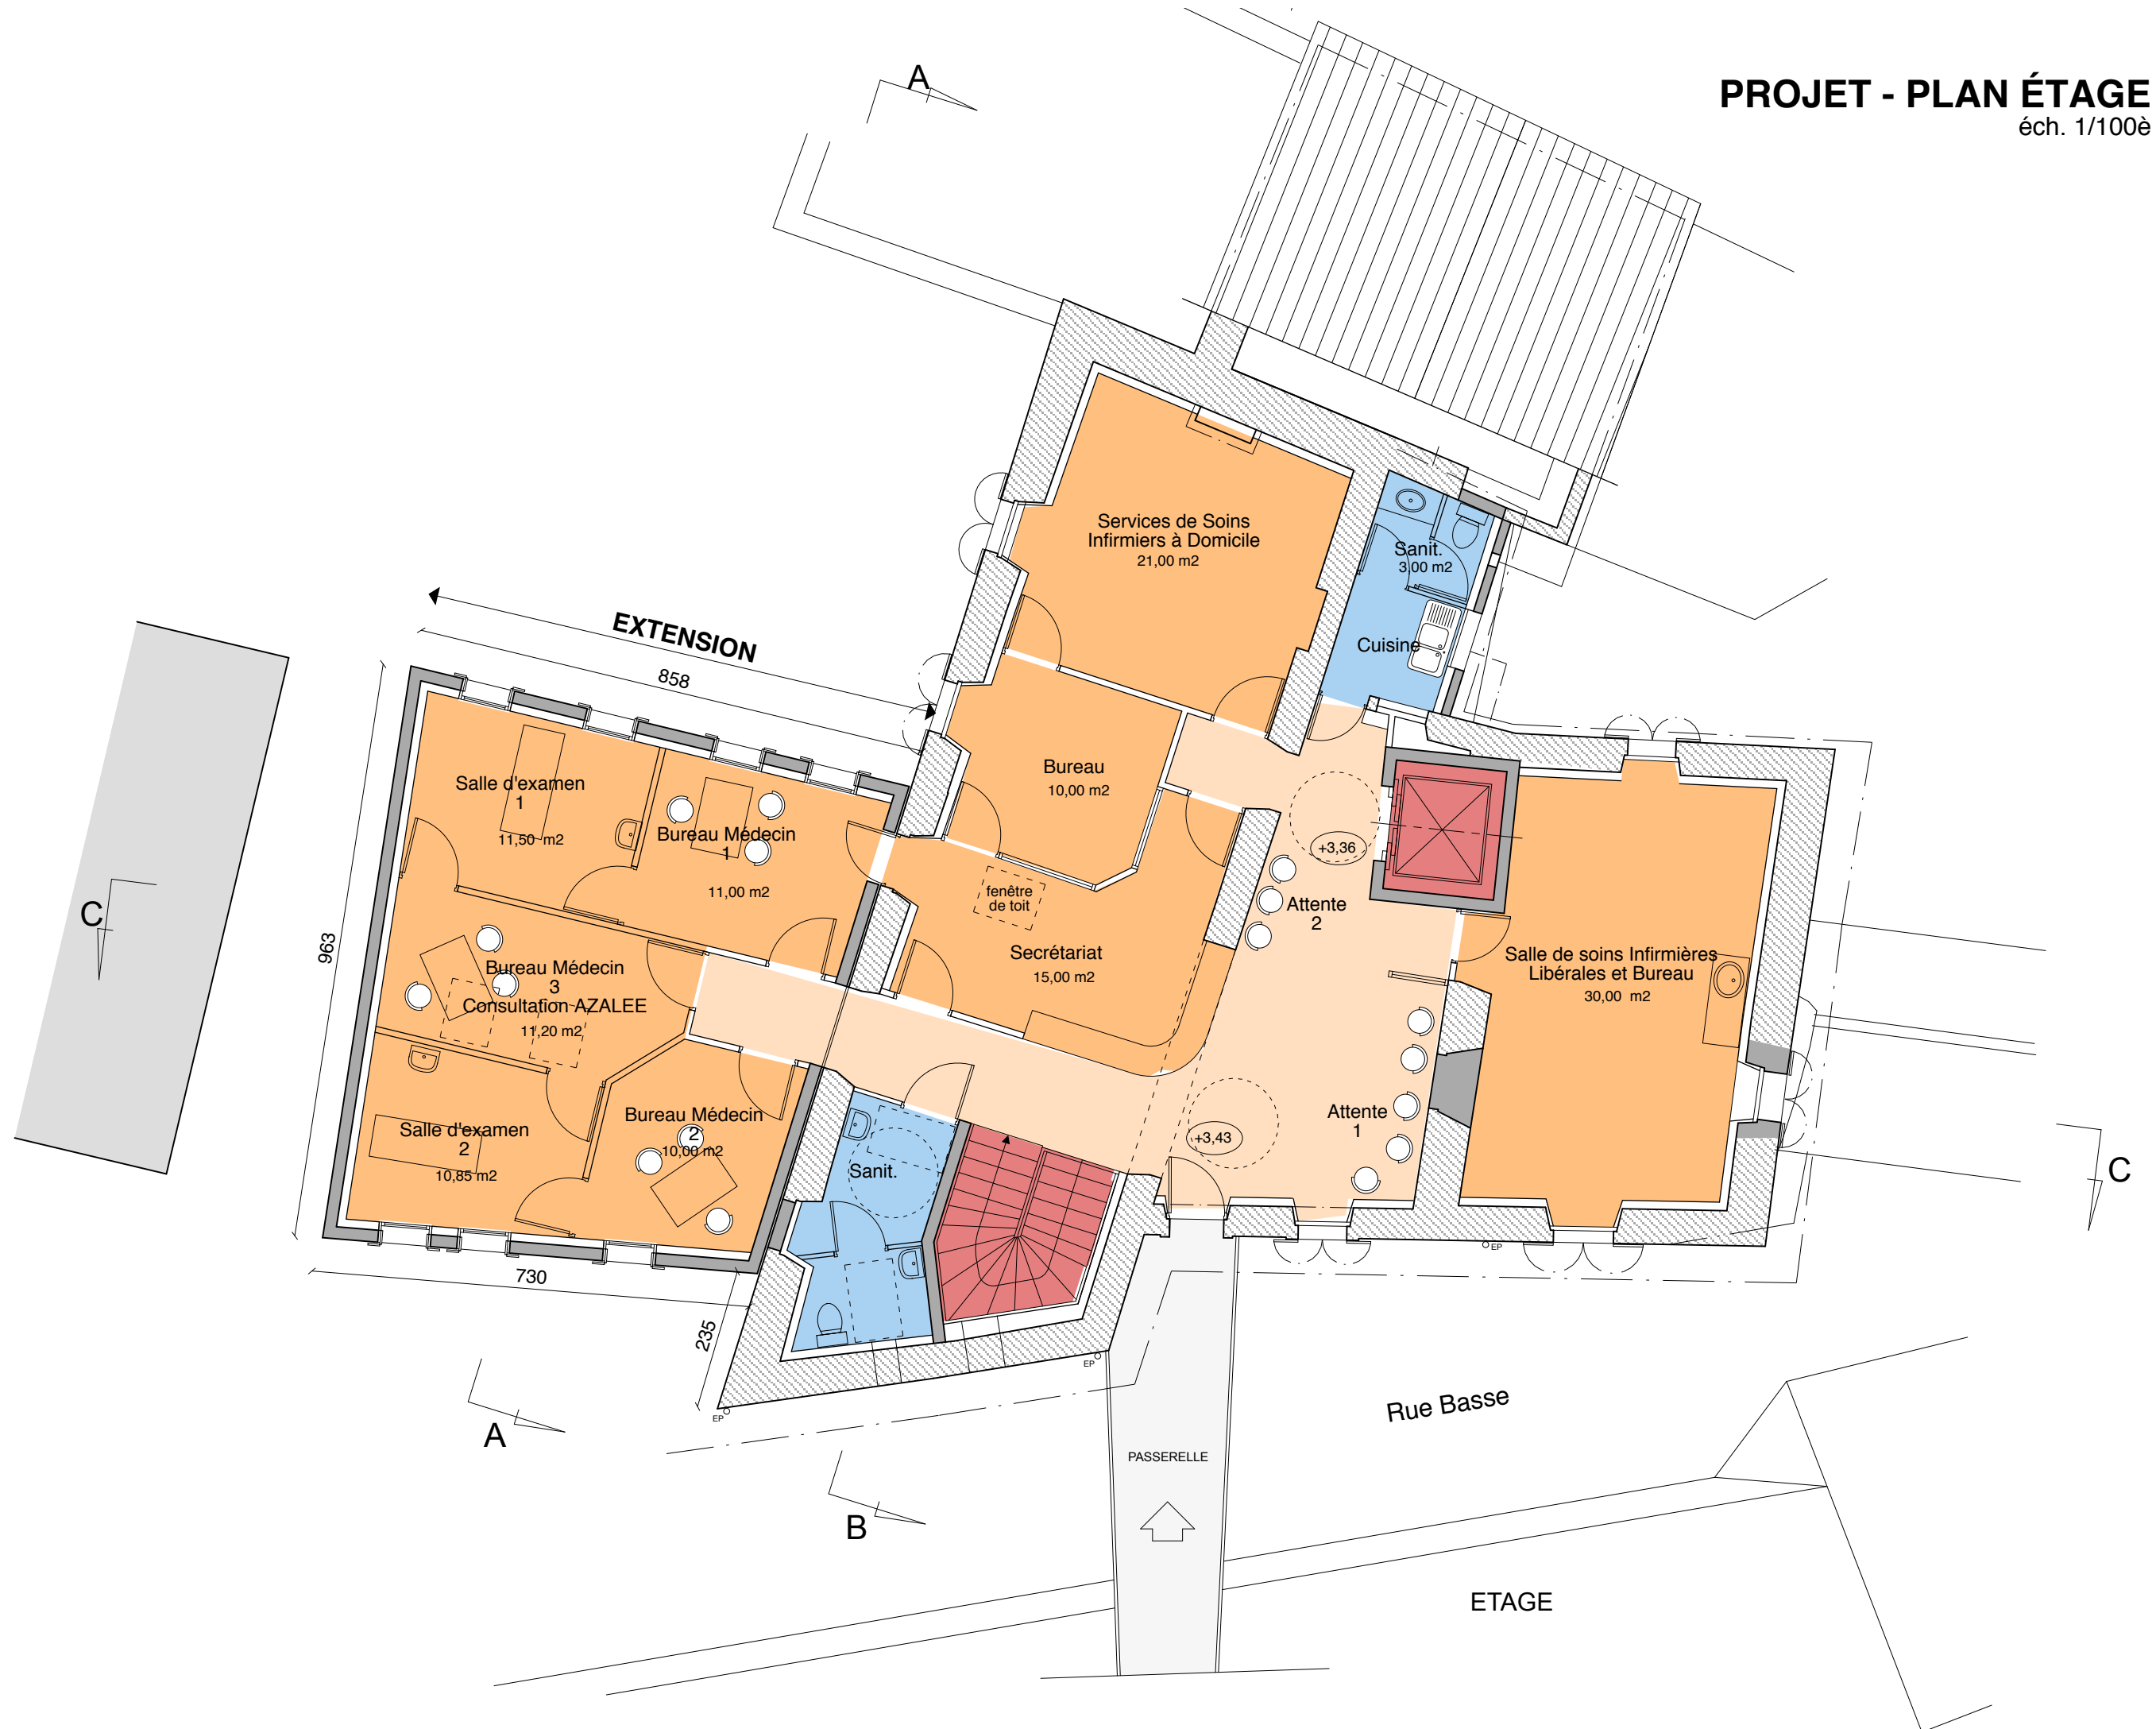 PROJET - PLAN ÉTAGE
éch. 1/100è
A
Services de Soins
Infirmiers à Domicile
21,00 m2
Sanit.
3,00 m2
Cuisine
EXTENSION
858
Bureau
10,00 m2
Salle d'examen
1
11,50 m2
Bureau Médecin
1
11,00 m2
+3,36
fenêtre
de toit
Attente
2
C
963
Secrétariat
15,00 m2
Salle de soins Infirmières
Libérales et Bureau
30,00 m2
Bureau Médecin
3
Consultation AZALEE
11,20 m2
Salle d'examen
2
10,85 m2
Bureau Médecin
2
10,00 m2
Sanit.
+3,43
Attente
1
C
EP
730
235
EP
EP
A
B
Rue Basse
PASSERELLE
ETAGE